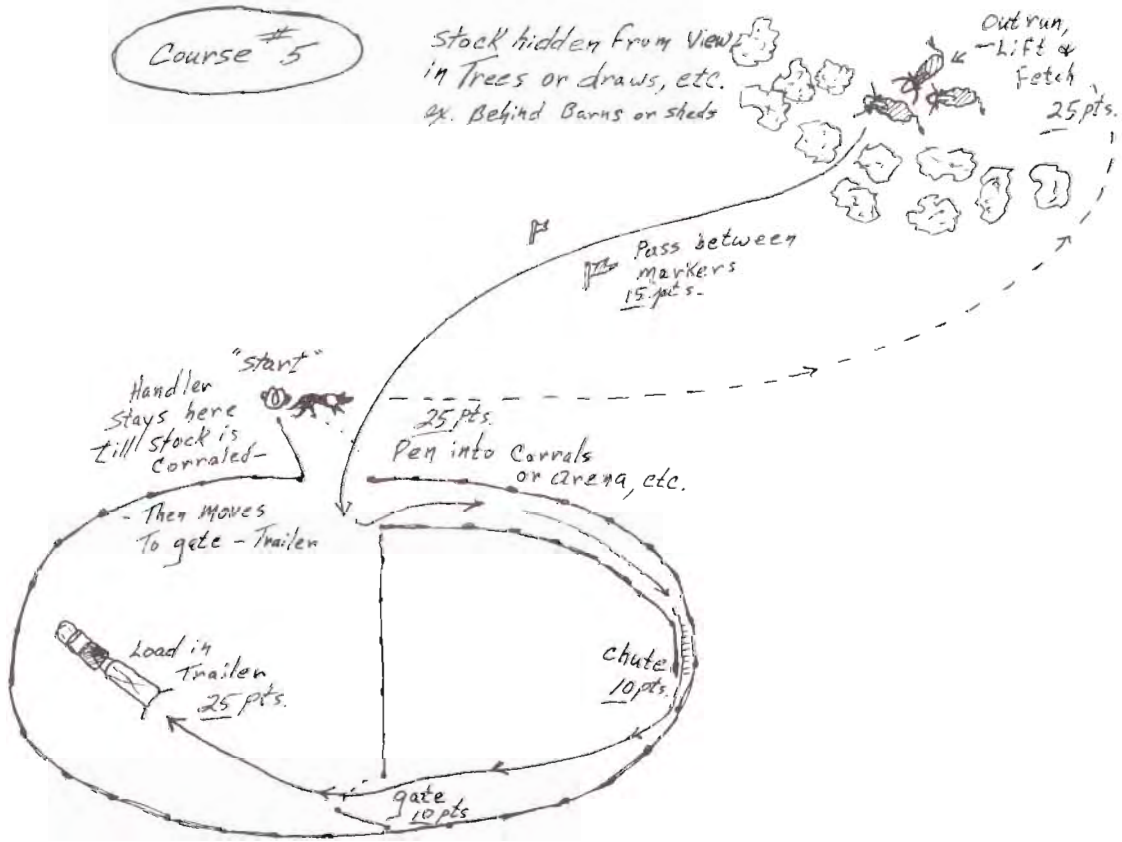 Course #5
Stock hidden from view
in Trees or draws, etc.
ex. Behind Barns or sheds
Outrun,
Lift &
Fetch
25 pts.
Pass between
markers
15 pts.
"start"
Handler
stays here
till stock is
Corraled-
25 pts.
Pen into Corrals
or arena, etc.
- Then moves
To gate - Trailer
Load in
Trailer
25 pts.
chute
10 pts.
gate
10 pts